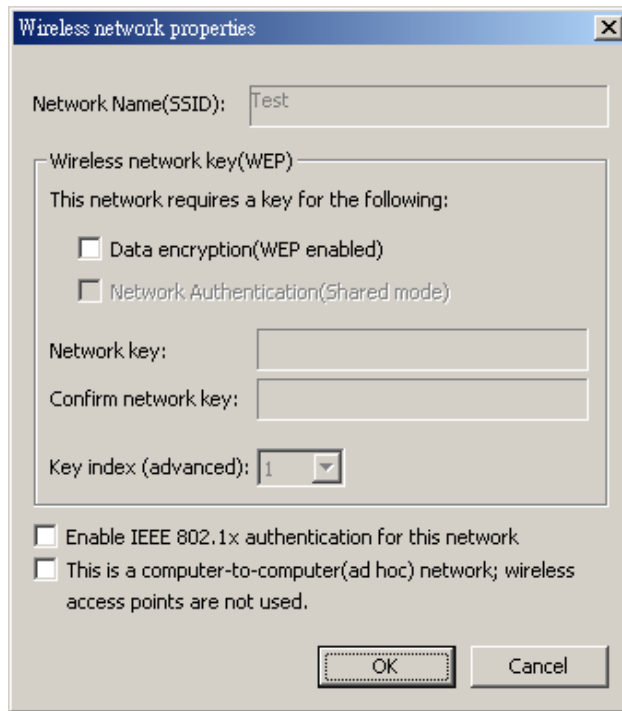 Wireless network properties
Network Name(SSID): Test
Wireless network key(WEP)
This network requires a key for the following:
Data encryption(WEP enabled)
Network Authentication(Shared mode)
Network key:
Confirm network key:
Key index (advanced): 1
Enable IEEE 802.1x authentication for this network
This is a computer-to-computer(ad hoc) network; wireless
access points are not used.
OK Cancel